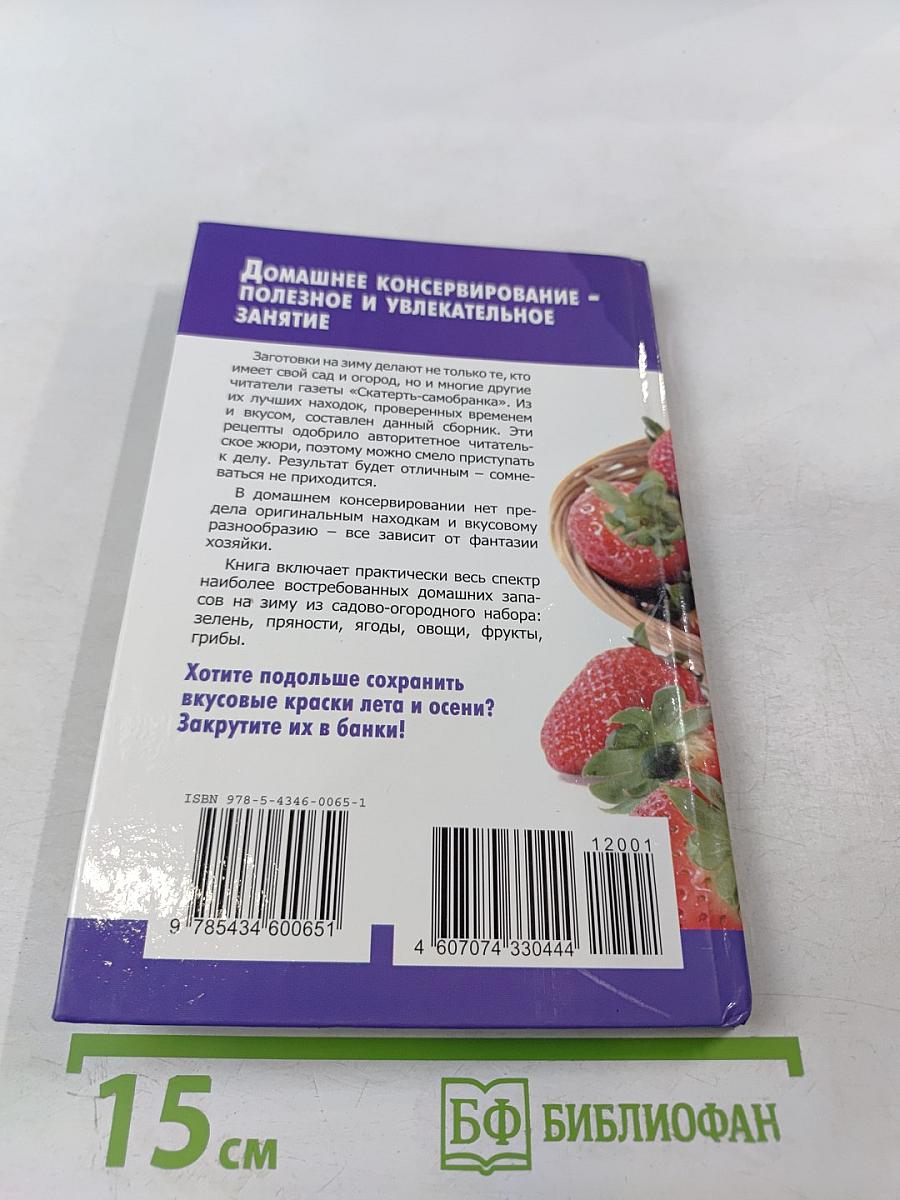 Домашнее консервирование –
полезное и увлекательное
занятие
Заготовки на зиму делают не только те, кто
имеет свой сад и огород, но и многие другие
читатели газеты «Скатерть-самобранка». Из
их лучших находок, проверенных временем
и вкусом, составлен данный сборник. Эти
рецепты одобрило авторитетное читатель-
ское жюри, поэтому можно смело приступать
к делу. Результат будет отличным – сомне-
ваться не приходится.
В домашнем консервировании нет пре-
дела оригинальным находкам и вкусовому
разнообразию – все зависит от фантазии
хозяйки.
Книга включает практически весь спектр
наиболее востребованных домашних запа-
сов на зиму из садово-огородного набора:
зелень, пряности, ягоды, овощи, фрукты,
грибы.
Хотите подольше сохранить
вкусовые краски лета и осени?
Закрутите их в банки!
ISBN 978-5-4346-0065-1
9 785434 600651
12001
4 607074 330444
15 см
БФ БИБЛИОФАН